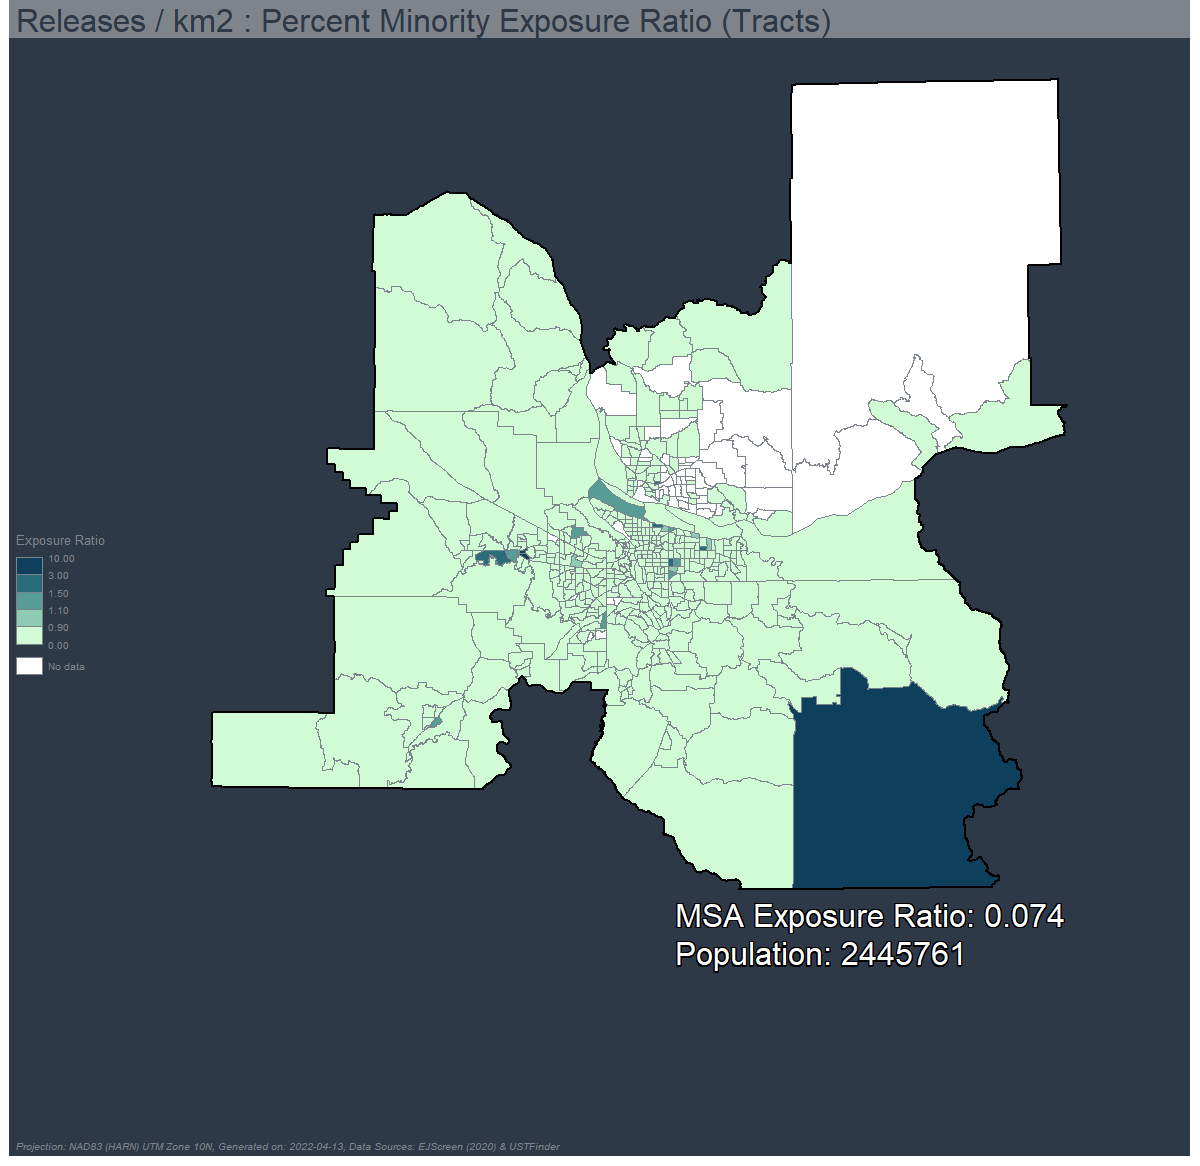 Releases / km2 : Percent Minority Exposure Ratio (Tracts)
Exposure Ratio
10.00
3.00
1.50
1.10
0.90
0.00
No data
MSA Exposure Ratio: 0.074
Population: 2445761
Projection: NAD83 (HARN) UTM Zone 10N, Generated on: 2022-04-13, Data Sources: EJScreen (2020) & USTFinder